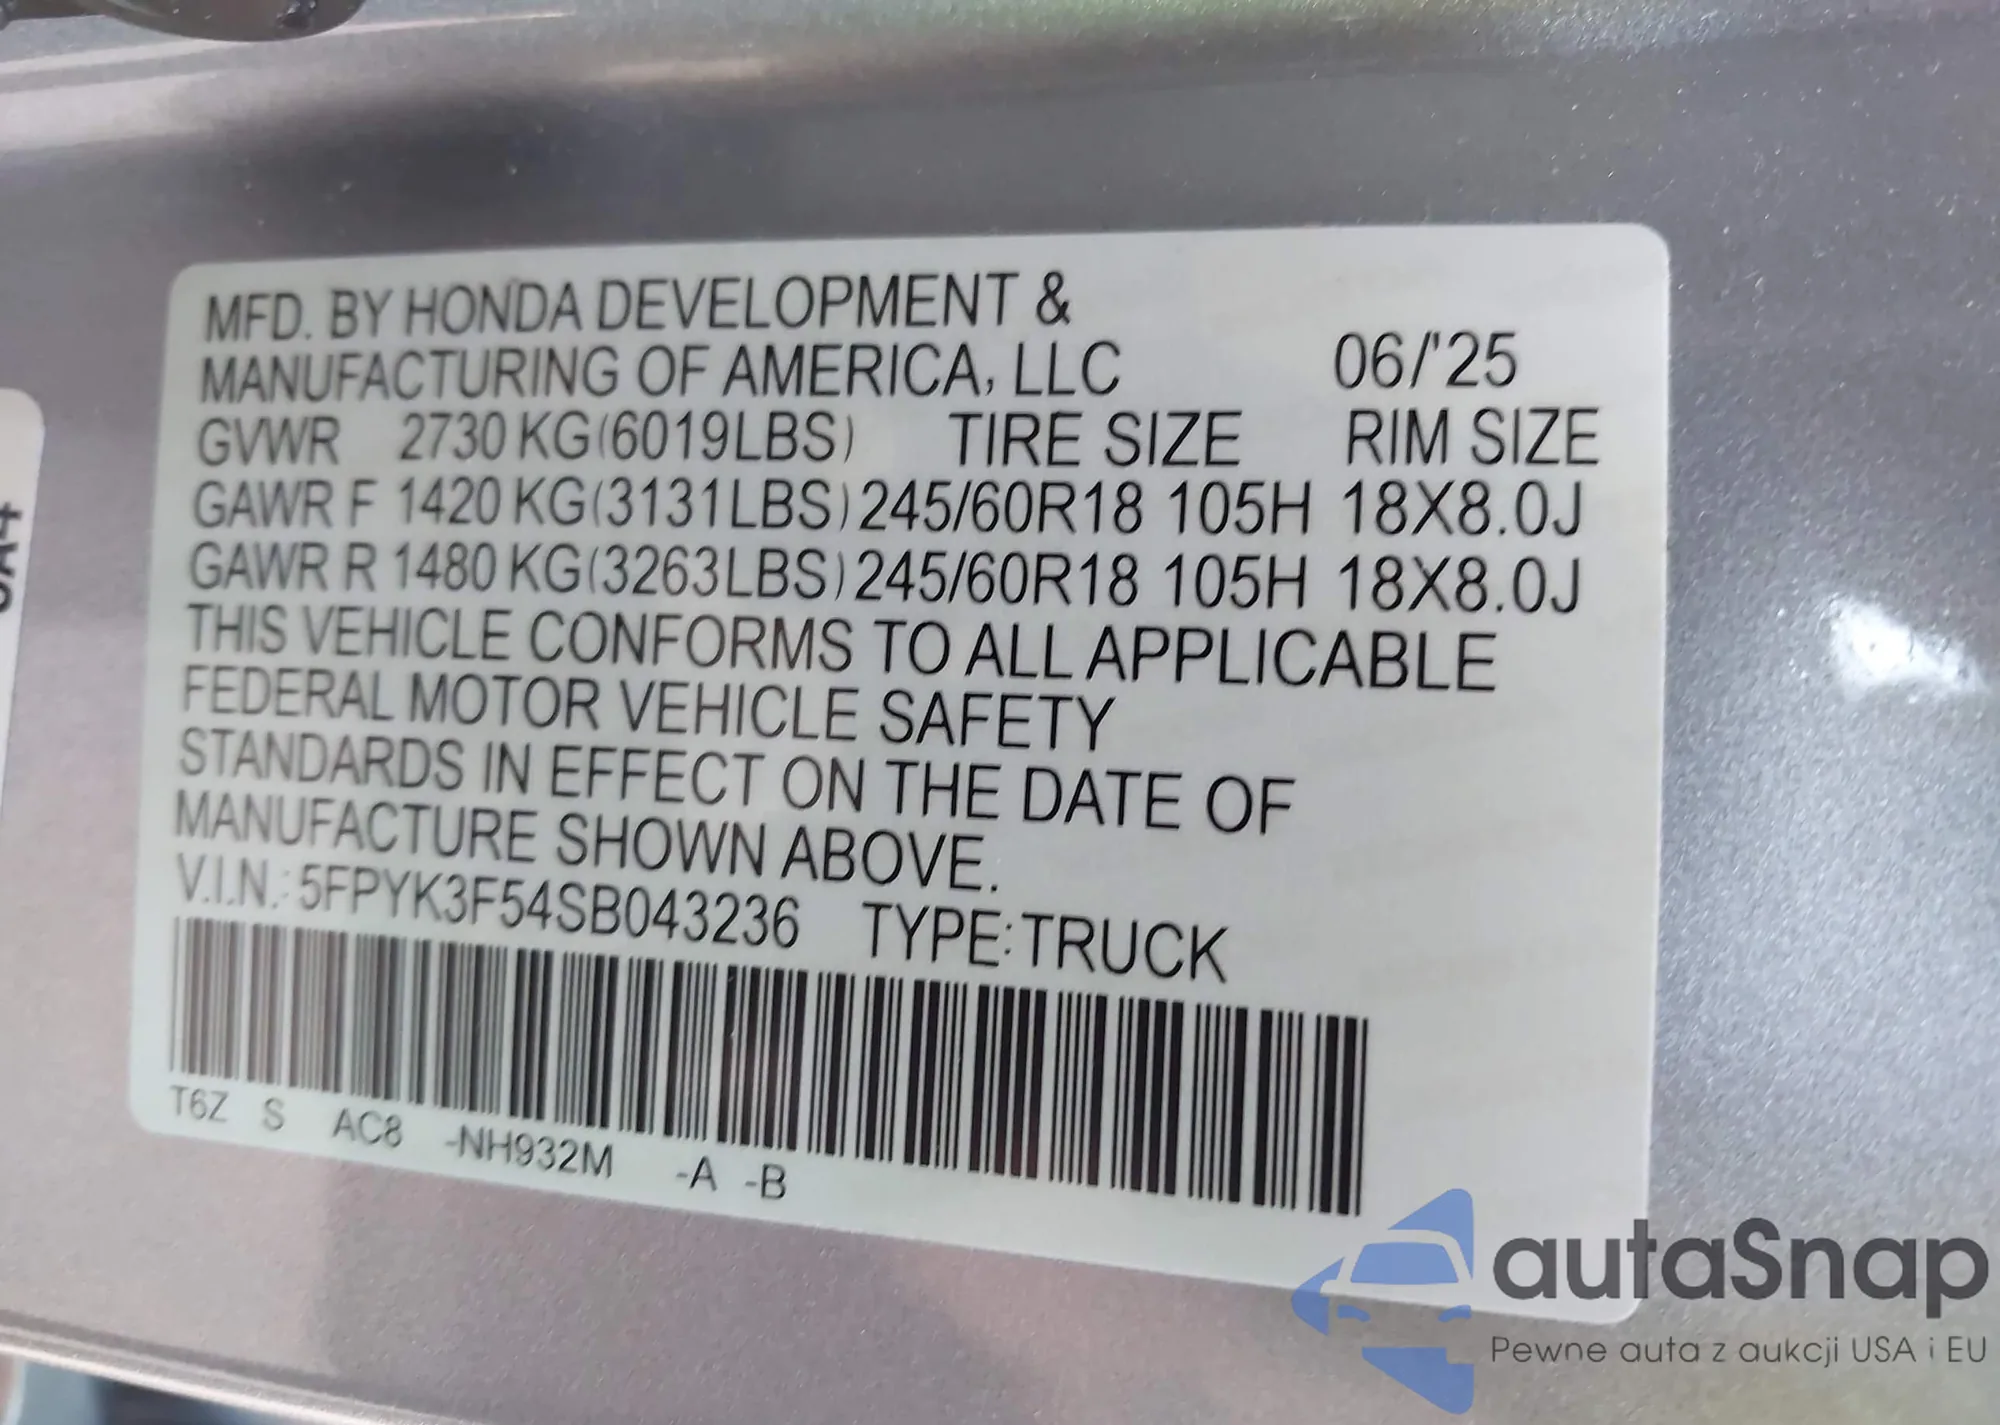 MFD. BY HONDA DEVELOPMENT &
MANUFACTURING OF AMERICA, LLC 06/'25
GVWR 2730 KG(6019LBS) TIRE SIZE RIM SIZE
GAWR F 1420 KG(3131LBS) 245/60R18 105H 18X8.0J
GAWR R 1480 KG(3263LBS) 245/60R18 105H 18X8.0J
THIS VEHICLE CONFORMS TO ALL APPLICABLE
FEDERAL MOTOR VEHICLE SAFETY
STANDARDS IN EFFECT ON THE DATE OF
MANUFACTURE SHOWN ABOVE.
V.I.N.: 5FPYK3F54SB043236 TYPE:TRUCK
T6Z S AC8 -NH932M -A -B
autaSnap
Pewne auta z aukcji USA i EU